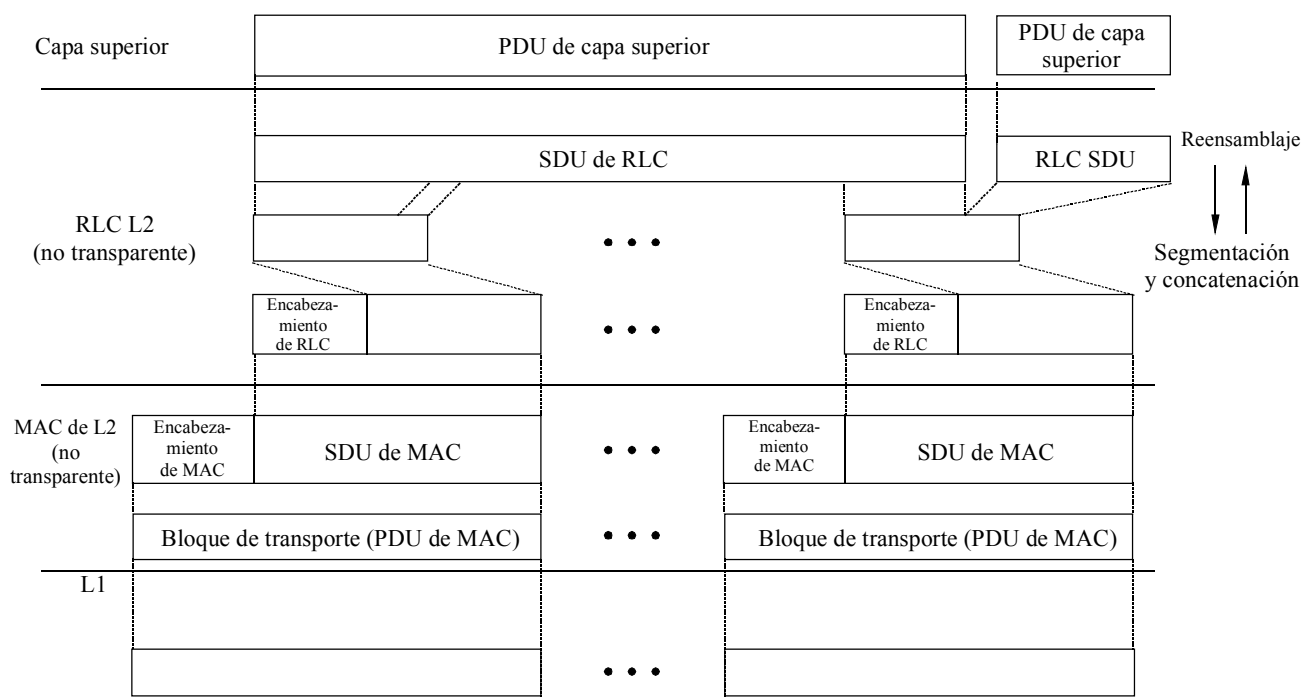 Capa superior
PDU de capa superior
PDU de capa
superior
SDU de RLC
RLC SDU
Reensamblaje
RLC L2
(no transparente)
Segmentación
y concatenación
Encabeza-
miento
de RLC
Encabeza-
miento
de RLC
MAC de L2
(no
transparente)
Encabeza-
miento
de MAC
SDU de MAC
Encabeza-
miento
de MAC
SDU de MAC
Bloque de transporte (PDU de MAC)
Bloque de transporte (PDU de MAC)
L1